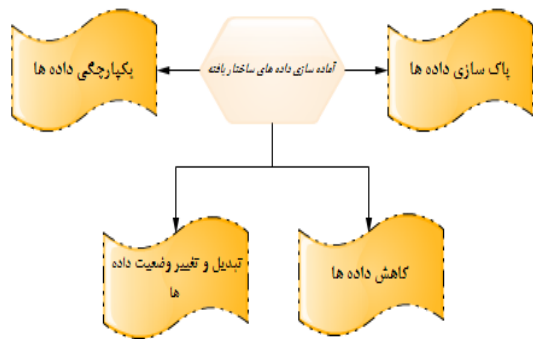 آماده سازی داده های ساختار یافته
پاک سازی داده ها
یکپارچگی داده ها
کاهش داده ها
تبدیل و تغییر وضعیت داده
ها